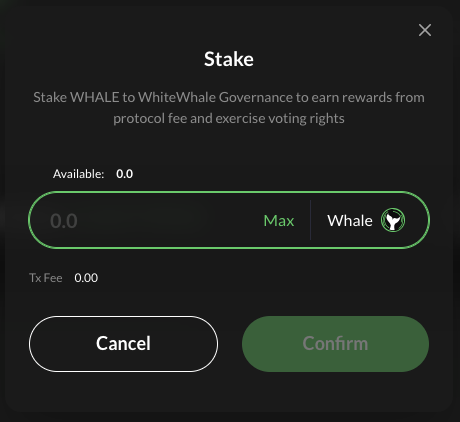 Stake
Stake WHALE to WhiteWhale Governance to earn rewards from
protocol fee and exercise voting rights
Available: 0.0
0.0 Max Whale
Tx Fee 0.00
Cancel Confirm